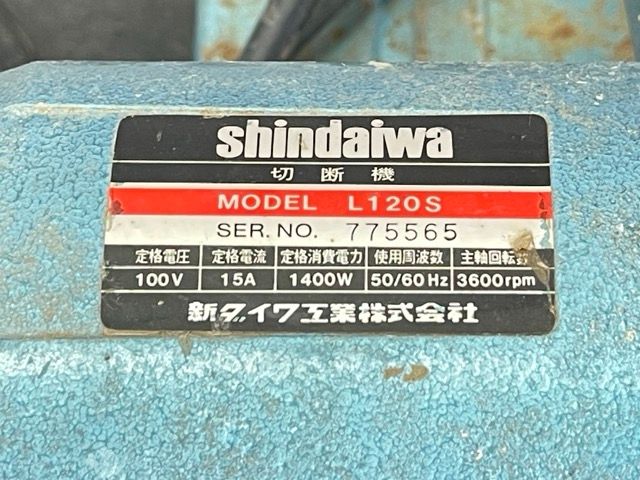 shindaiwa
切断機
MODEL L120S
SER. NO. 775565
定格電圧 定格電流 定格消費電力 使用周波数 主軸回転数
100V 15A 1400W 50/60Hz 3600rpm
新ダイワ工業株式会社